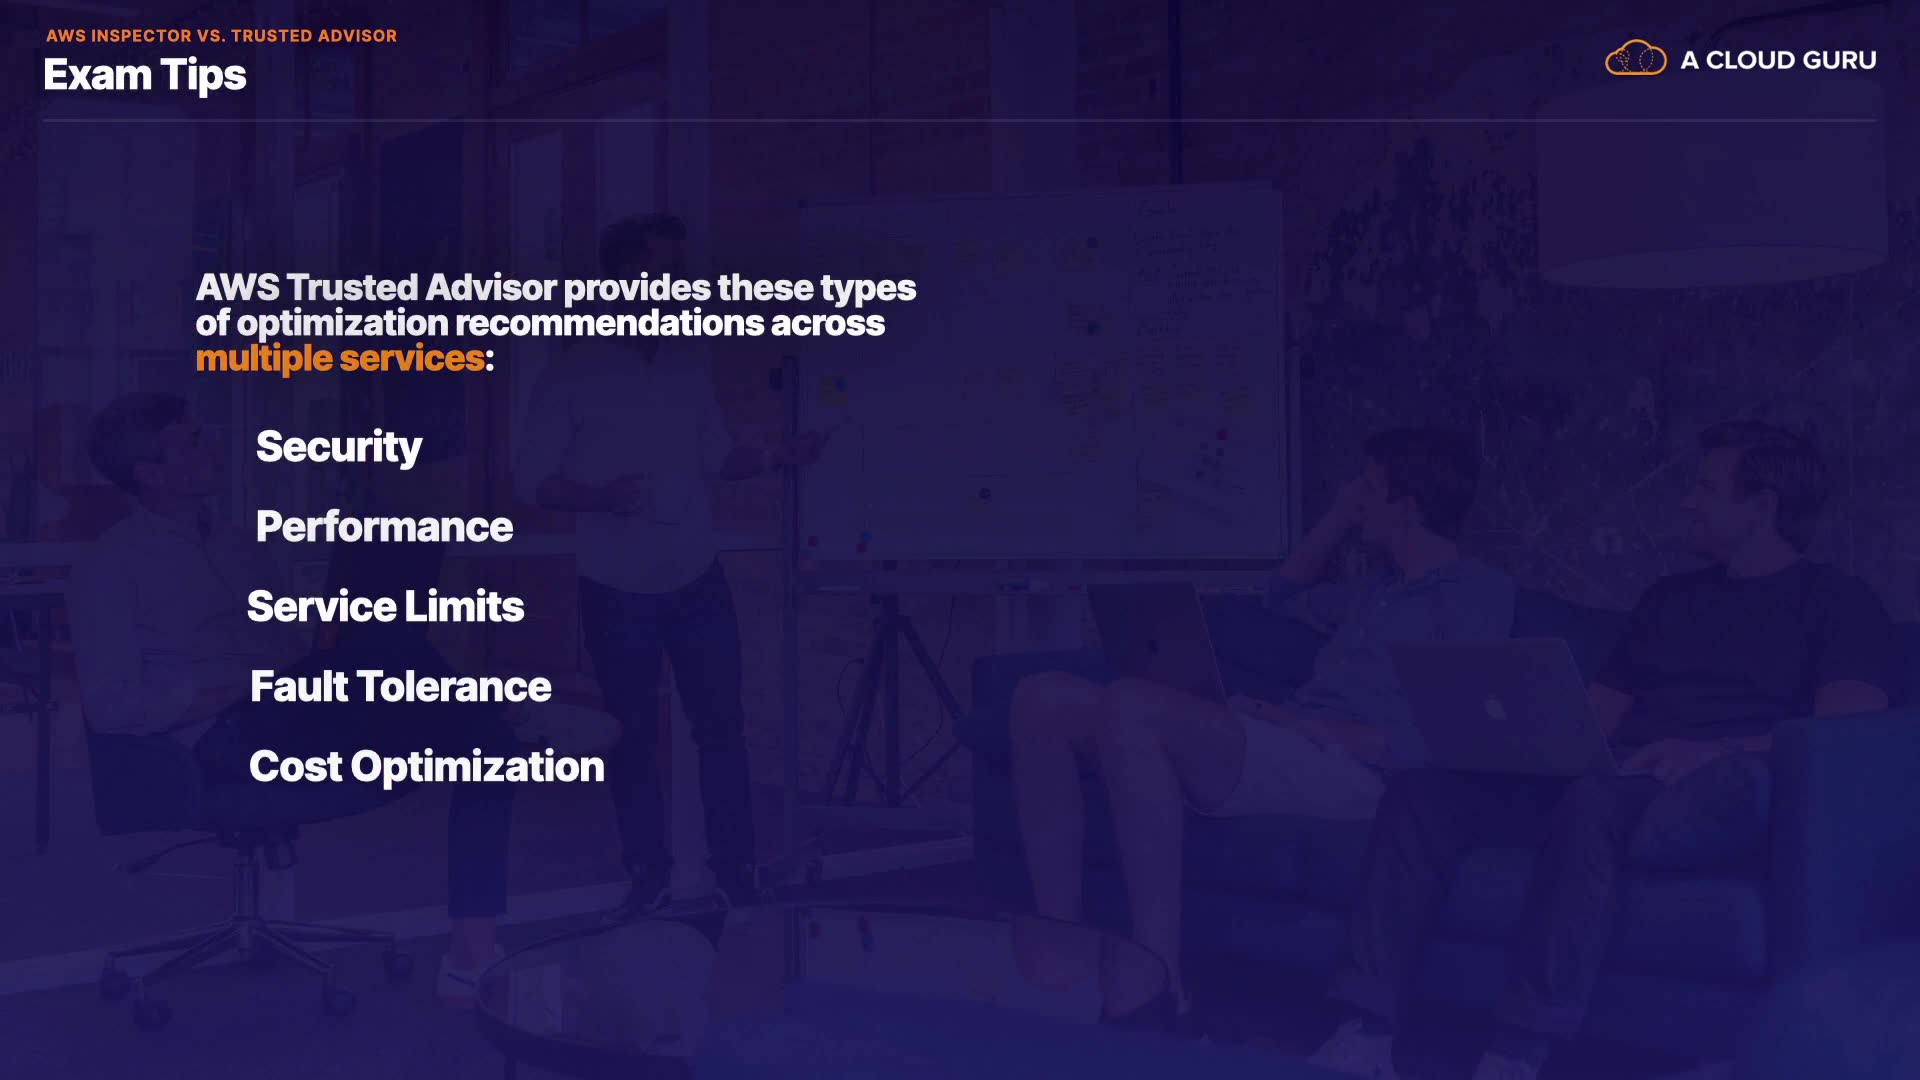 AWS INSPECTOR VS. TRUSTED ADVISOR
Exam Tips
A CLOUD GURU
AWS Trusted Advisor provides these types
of optimization recommendations across
multiple services:
Security
Performance
Service Limits
Fault Tolerance
Cost Optimization